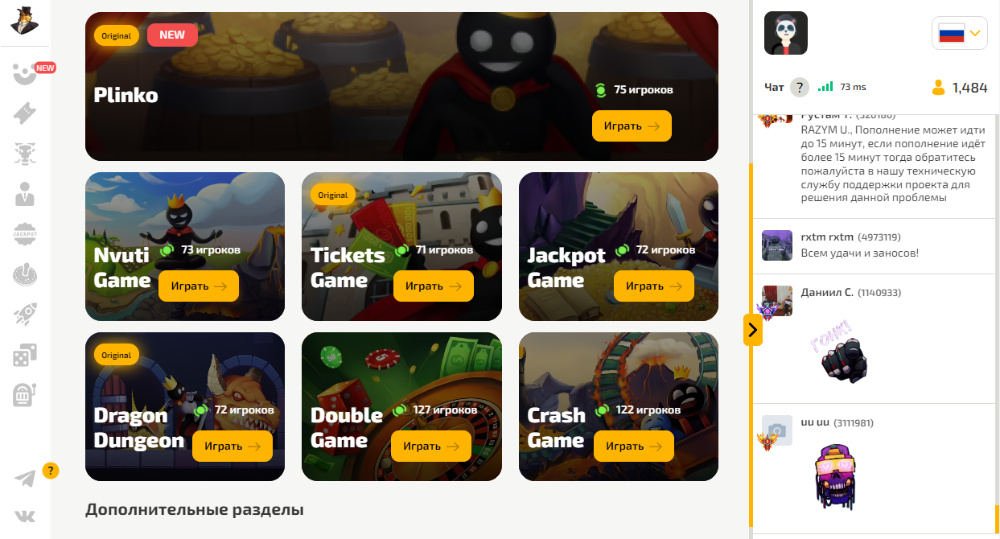 NEW
JACKPOT
?
Original
NEW
Plinko
75 игроков
Играть
Nvuti
Game
73 игроков
Играть
Original
Tickets
Game
71 игроков
Играть
Jackpot
Game
72 игроков
Играть
Original
Dragon
Dungeon
72 игроков
Играть
Double
Game
127 игроков
Играть
Crash
Game
122 игроков
Играть
Дополнительные разделы
Чат ? 73 ms 1,484
Рустам Т. (520186)
RAZYM U., Пополнение может идти
до 15 минут, если пополнение идёт
более 15 минут тогда обратитесь
пожалуйста в нашу техническую
службу поддержки проекта для
решения данной проблемы
rxtm rxtm (4973119)
Всем удачи и заносов!
Даниил С. (1140933)
ГОНИ!
uu uu (3111981)